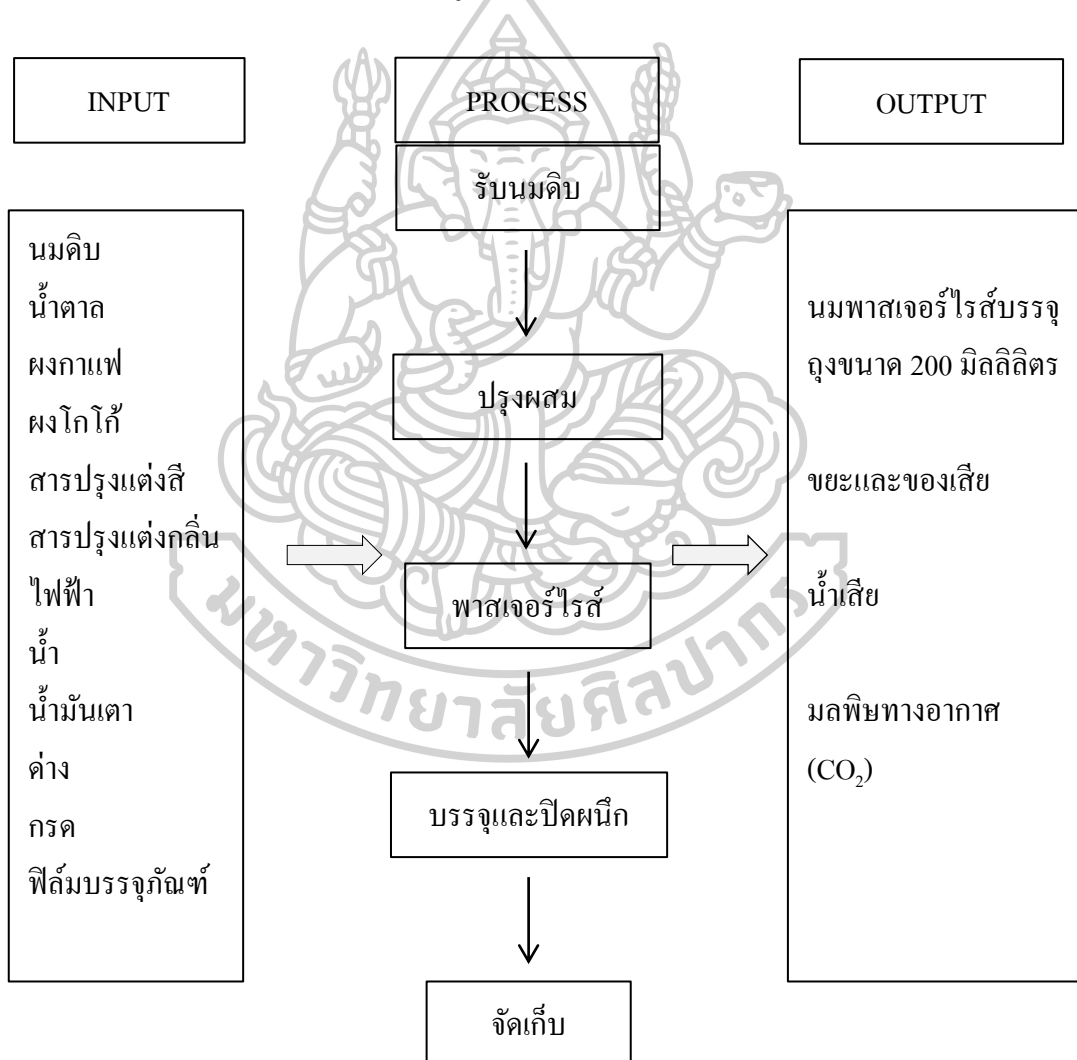 INPUT
PROCESS
OUTPUT
รับนมดิบ
นมดิบ
น้ำตาล
ผงกาแฟ
ผงโกโก้
สารปรุงแต่งสี
สารปรุงแต่งกลิ่น
ไฟฟ้า
น้ำ
น้ำมันเตา
ด่าง
กรด
ฟิล์มบรรจุภัณฑ์
ปรุงผสม
พาสเจอร์ไรส์
บรรจุและปิดผนึก
จัดเก็บ
นมพาสเจอร์ไรส์บรรจุ
ถุงขนาด 200 มิลลิลิตร
ขยะและของเสีย
น้ำเสีย
มลพิษทางอากาศ
(CO₂)
มหาวิทยาลัยศิลปากร